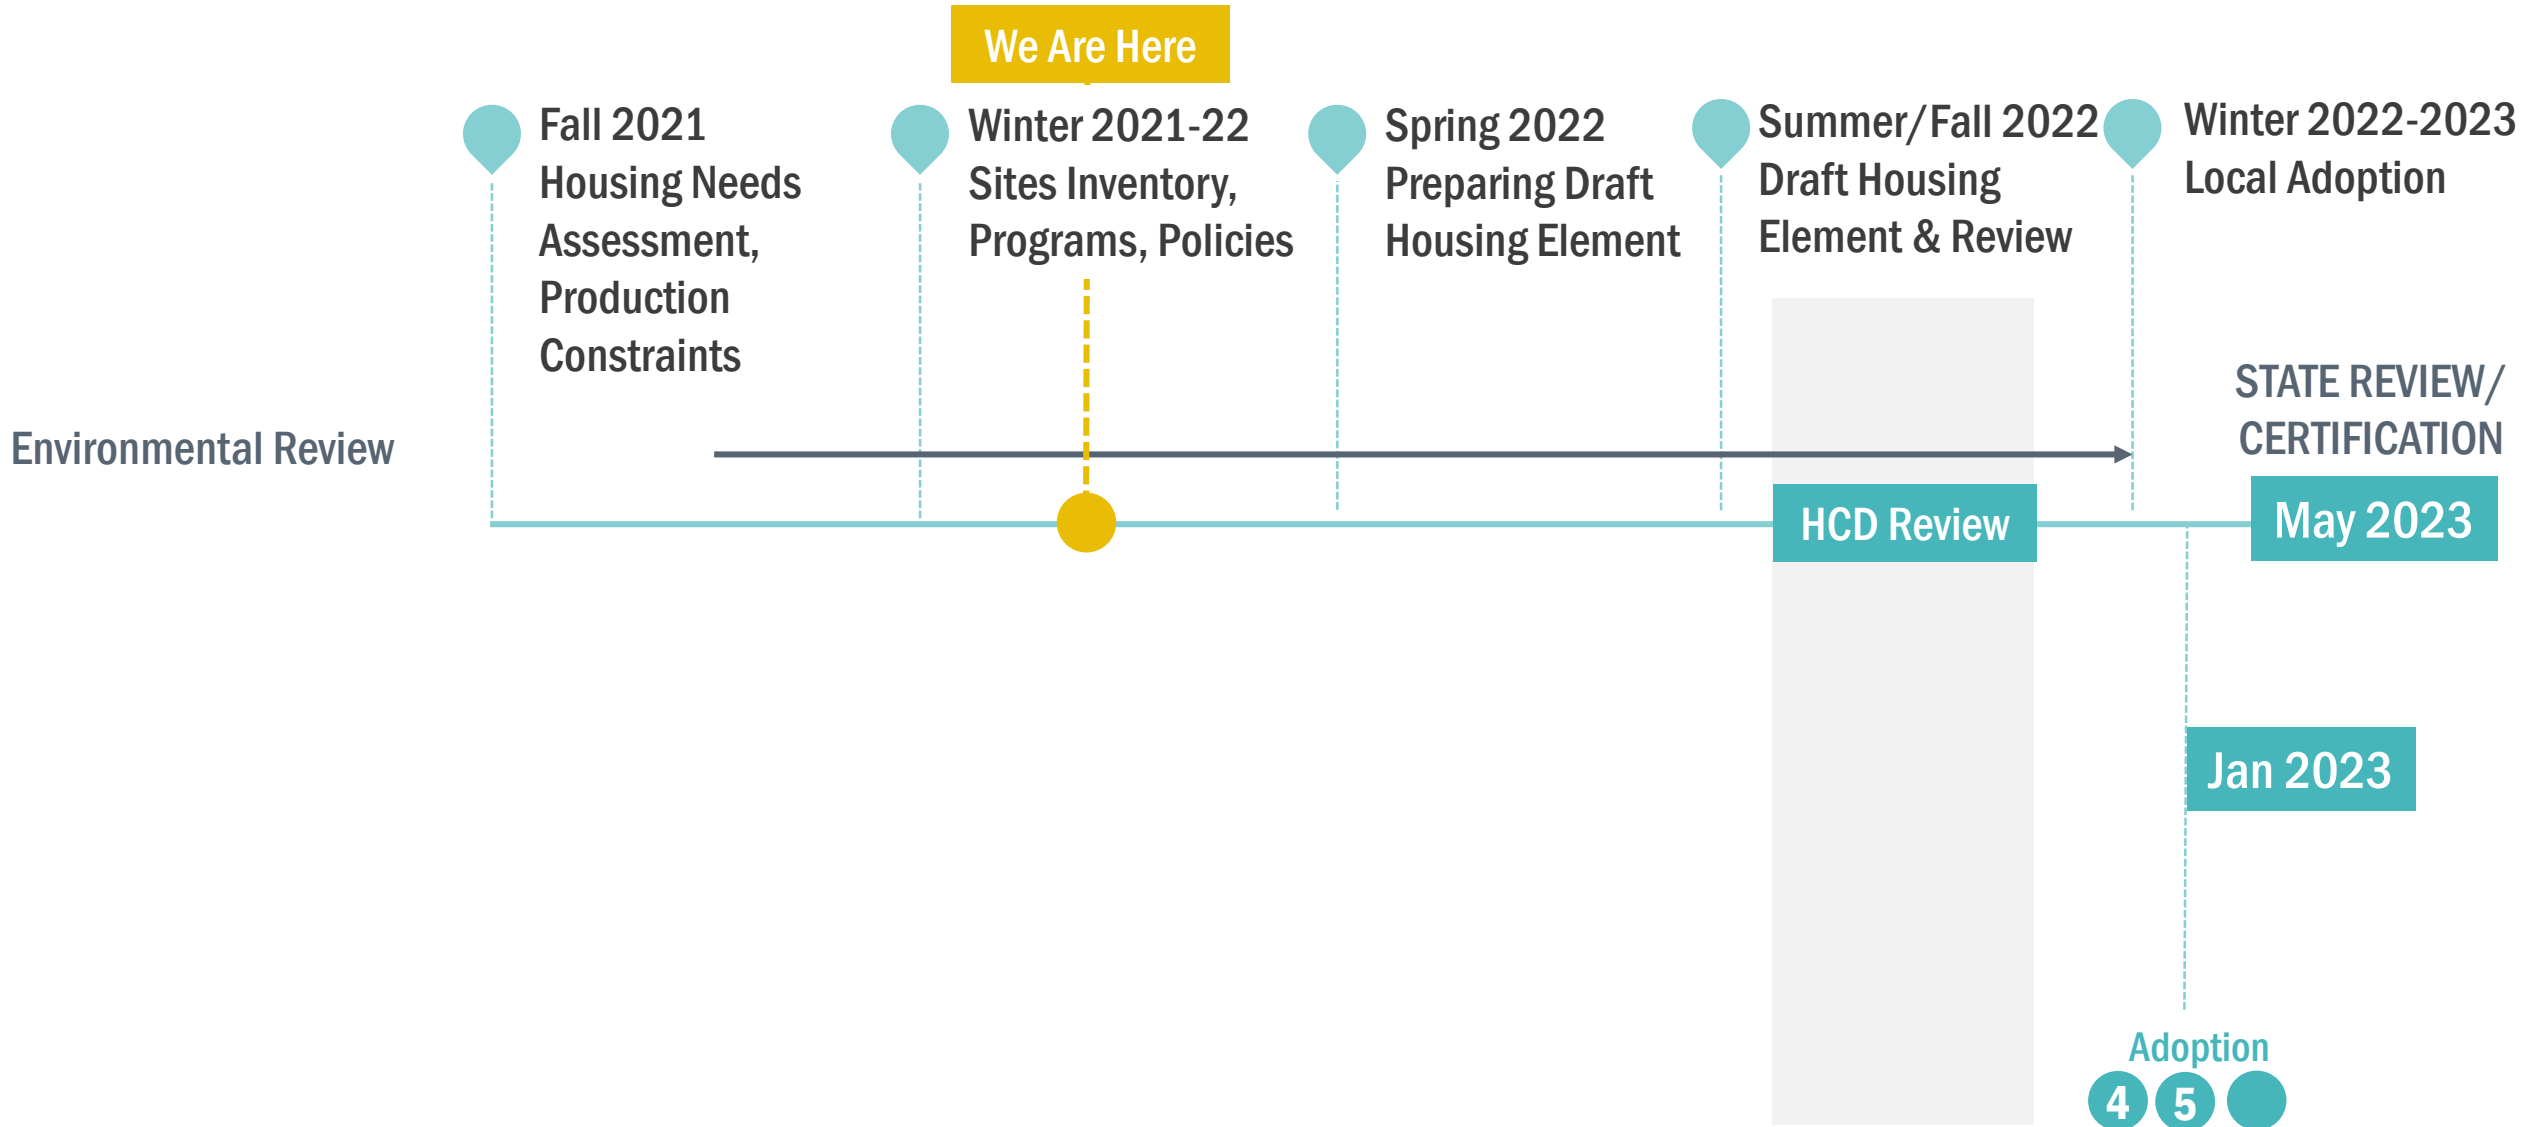 We Are Here
Fall 2021
Housing Needs
Assessment,
Production
Constraints
Winter 2021-22
Sites Inventory,
Programs, Policies
Spring 2022
Preparing Draft
Housing Element
Summer/Fall 2022
Draft Housing
Element & Review
Winter 2022-2023
Local Adoption
Environmental Review
STATE REVIEW/
CERTIFICATION
HCD Review
May 2023
Jan 2023
Adoption
4 5